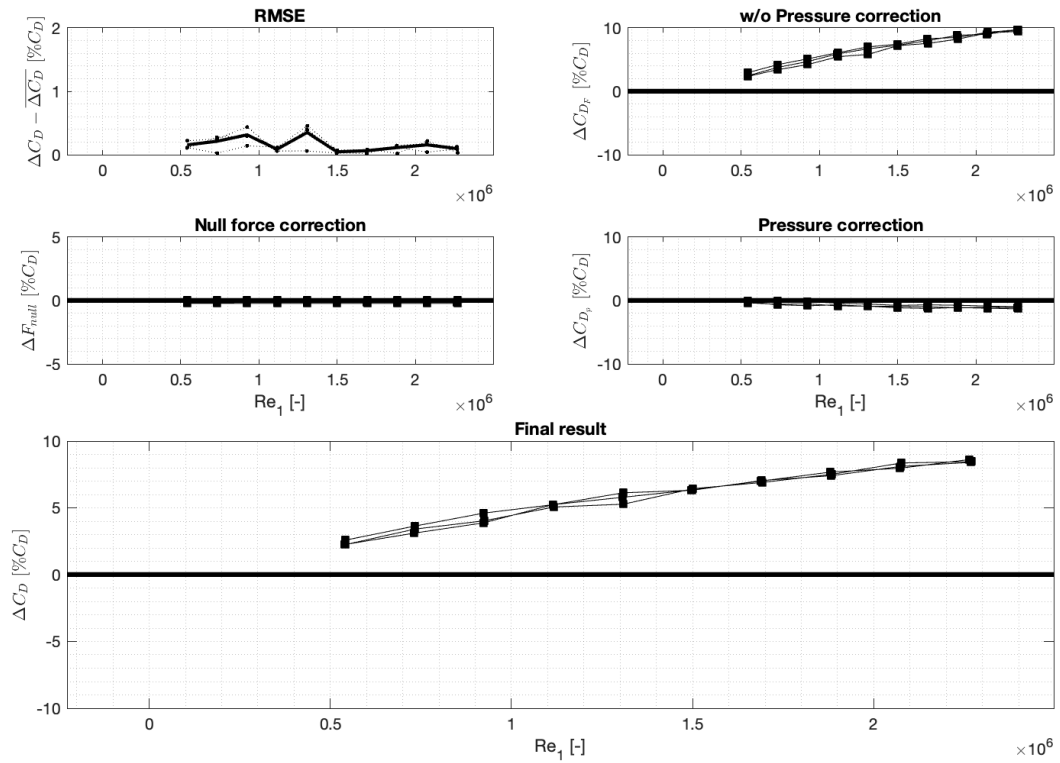 RMSE
ΔC_D − \overline{ΔC_D} [%C_D]
2
1
0
0 0.5 1 1.5 2
×10^6
w/o Pressure correction
ΔC_{D_F} [%C_D]
10
0
-10
0 0.5 1 1.5 2
×10^6
Null force correction
ΔF_{null} [%C_D]
5
0
-5
0 0.5 1 1.5 2
Re_1 [-]
×10^6
Pressure correction
ΔC_{D_p} [%C_D]
10
0
-10
0 0.5 1 1.5 2
Re_1 [-]
×10^6
Final result
ΔC_D [%C_D]
10
5
0
-5
-10
0 0.5 1 1.5 2
Re_1 [-]
×10^6